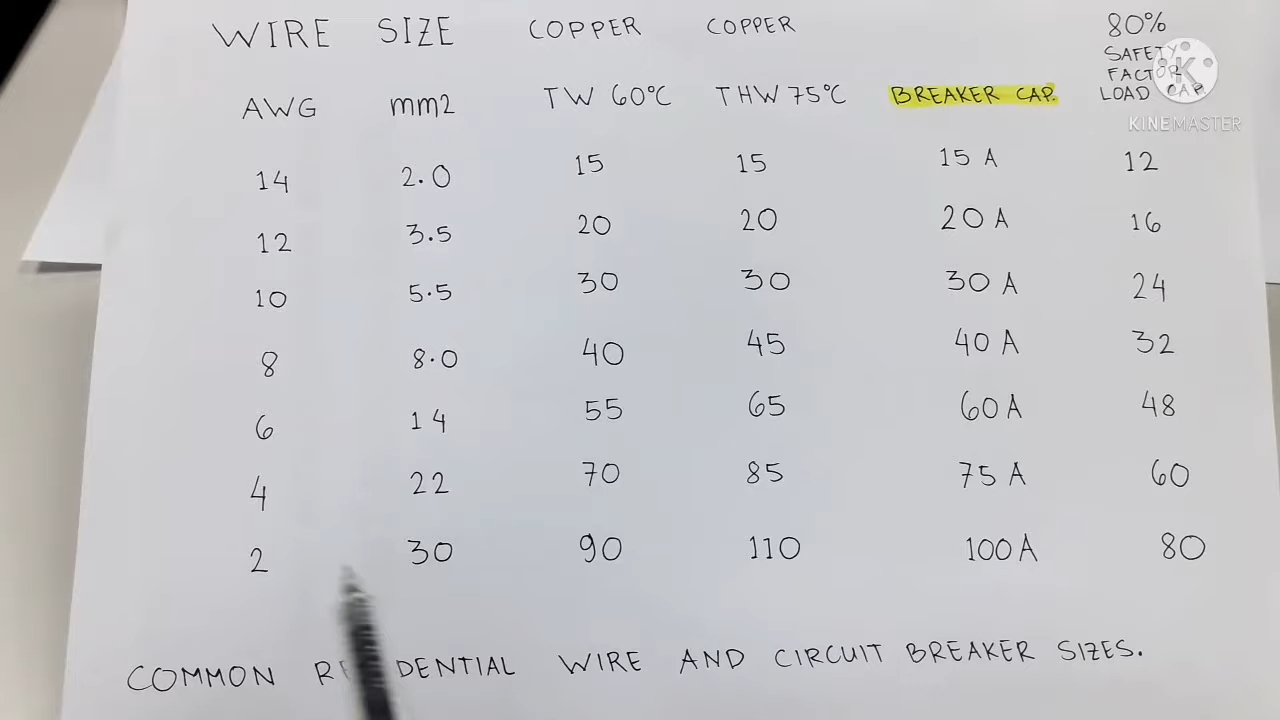 WIRE SIZE COPPER COPPER 80%
SAFETY
FACTOR
AWG mm2 TW 60°C THW 75°C BREAKER CAP. LOAD CAP.
KINEMASTER
14 2.0 15 15 15 A 12
12 3.5 20 20 20 A 16
10 5.5 30 30 30 A 24
8 8.0 40 45 40 A 32
6 14 55 65 60 A 48
4 22 70 85 75 A 60
2 30 90 110 100 A 80
COMMON WIRE AND CIRCUIT BREAKER SIZES.